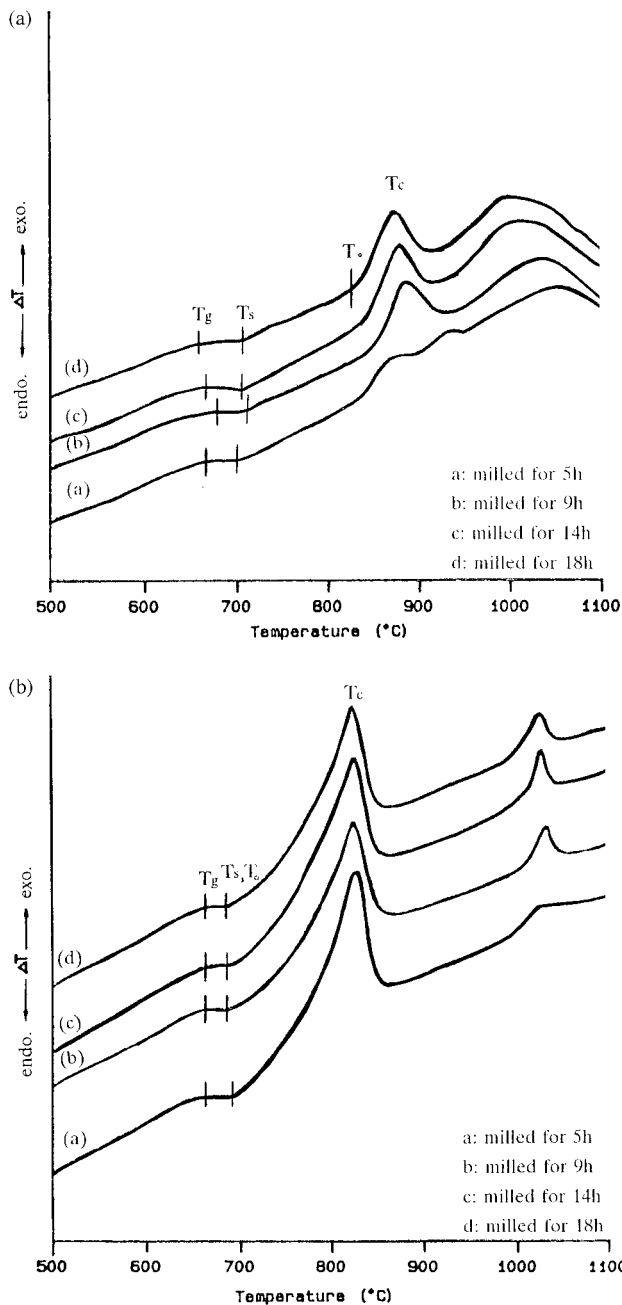 (a)
Tc
To
Tg
Ts
endo. ← ΔT → exo.
(d)
(c)
(b)
(a)
a: milled for 5h
b: milled for 9h
c: milled for 14h
d: milled for 18h
500 600 700 800 900 1000 1100
Temperature (°C)
(b)
Tc
Tg
Ts, To
endo. ← ΔT → exo.
(d)
(c)
(b)
(a)
a: milled for 5h
b: milled for 9h
c: milled for 14h
d: milled for 18h
500 600 700 800 900 1000 1100
Temperature (°C)